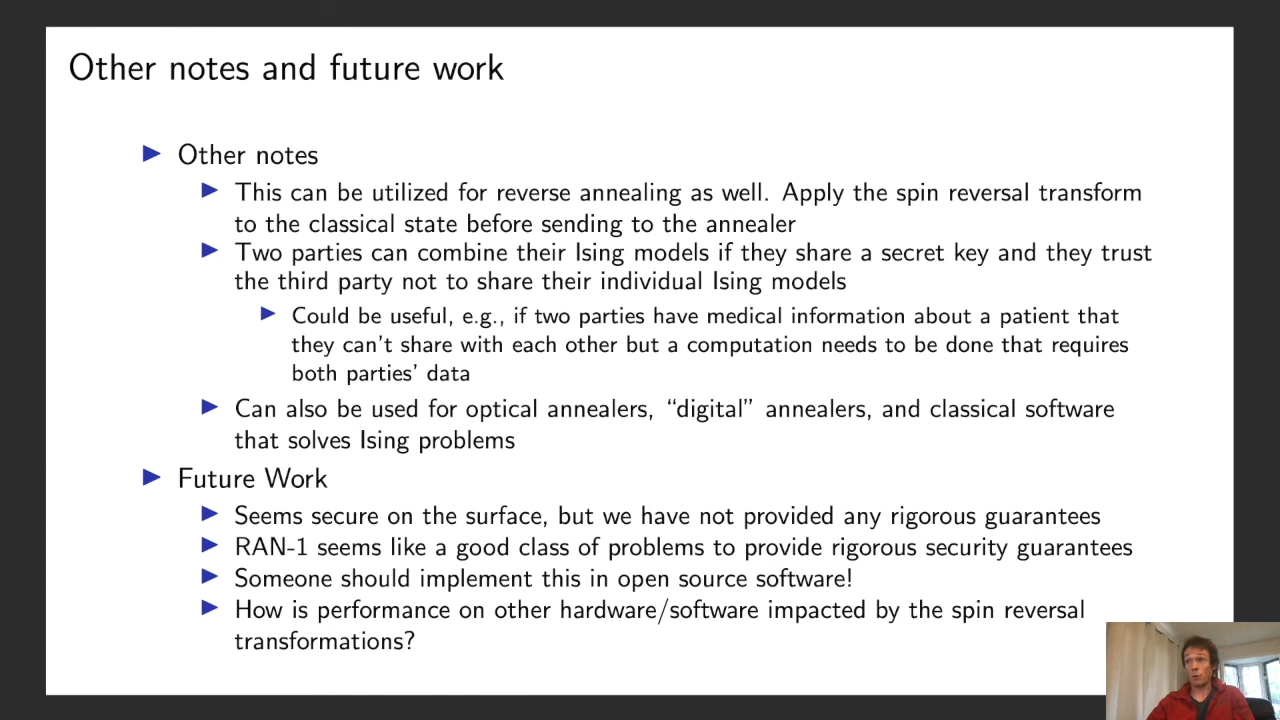 Other notes and future work
Other notes
This can be utilized for reverse annealing as well. Apply the spin reversal transform
to the classical state before sending to the annealer
Two parties can combine their Ising models if they share a secret key and they trust
the third party not to share their individual Ising models
Could be useful, e.g., if two parties have medical information about a patient that
they can't share with each other but a computation needs to be done that requires
both parties' data
Can also be used for optical annealers, “digital” annealers, and classical software
that solves Ising problems
Future Work
Seems secure on the surface, but we have not provided any rigorous guarantees
RAN-1 seems like a good class of problems to provide rigorous security guarantees
Someone should implement this in open source software!
How is performance on other hardware/software impacted by the spin reversal
transformations?